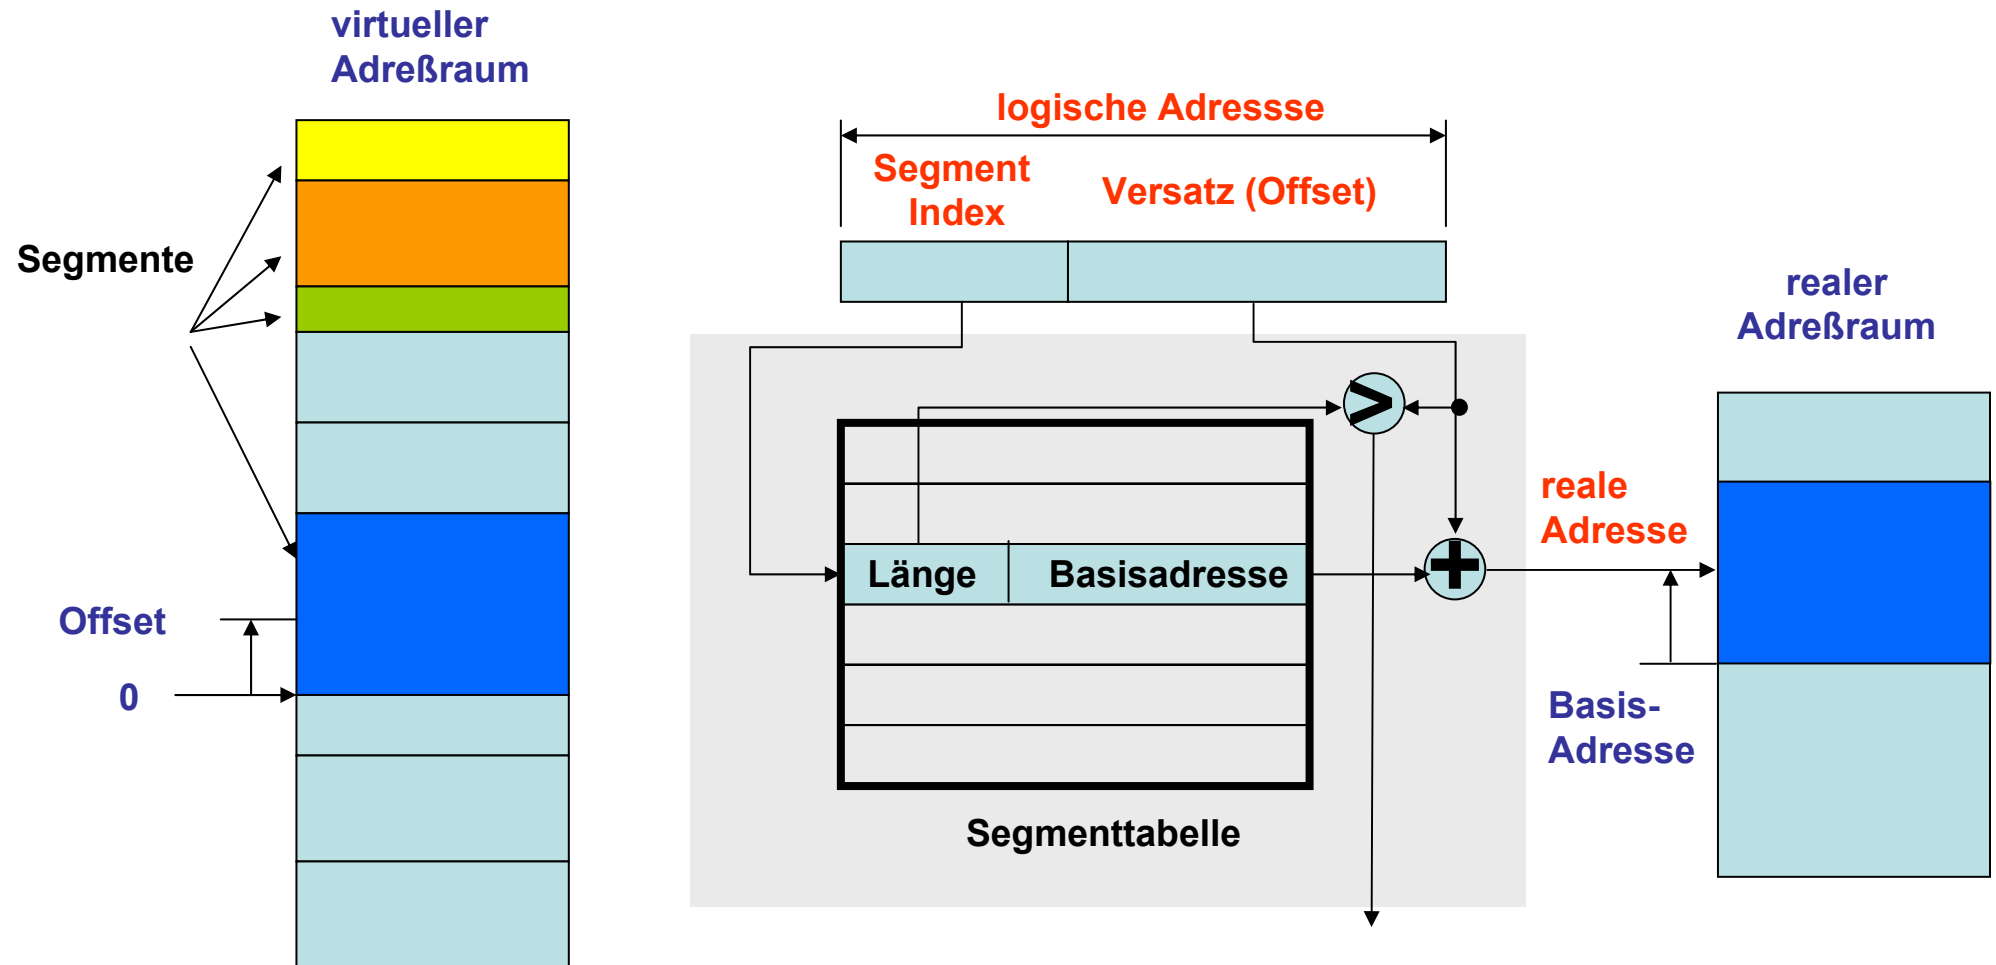 virtueller
Adreßraum
logische Adressse
Segment
Index
Versatz (Offset)
Segmente
realer
Adreßraum
>
reale
Adresse
Länge
Basisadresse
+
Offset
0
Basis-
Adresse
Segmenttabelle